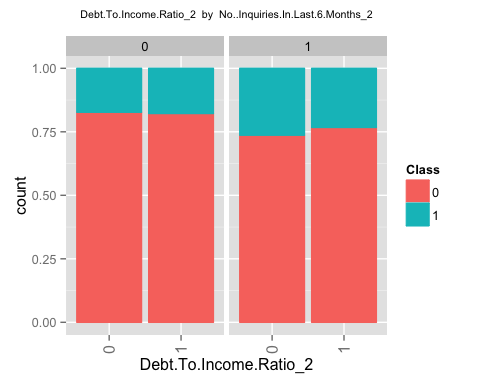 Debt.To.Income.Ratio_2 by No..Inquiries.In.Last.6.Months_2
0 1
1.00
0.75
0.50
0.25
0.00
count
0 1 0 1
Debt.To.Income.Ratio_2
Class
0
1